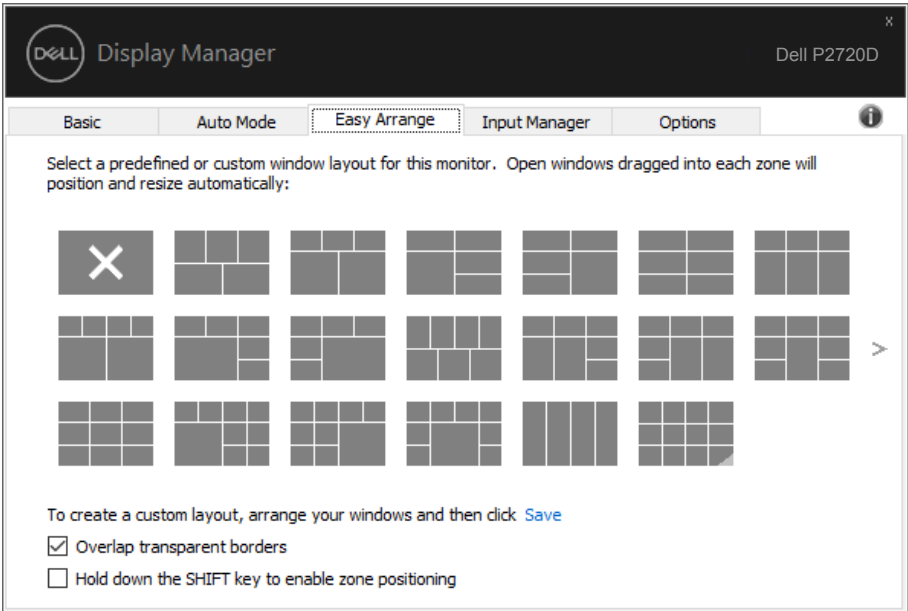 x
DELL Display Manager
Dell P2720D
Basic Auto Mode Easy Arrange Input Manager Options i
Select a predefined or custom window layout for this monitor.  Open windows dragged into each zone will
position and resize automatically:
>
To create a custom layout, arrange your windows and then click Save
Overlap transparent borders
Hold down the SHIFT key to enable zone positioning